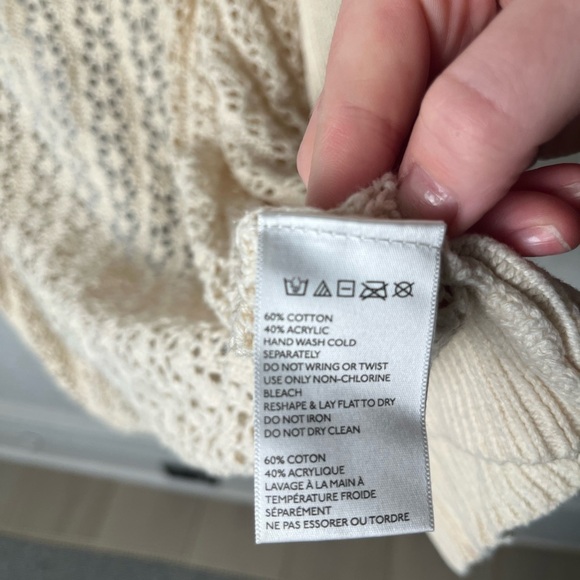 60% COTTON
40% ACRYLIC
HAND WASH COLD
SEPARATELY
DO NOT WRING OR TWIST
USE ONLY NON-CHLORINE
BLEACH
RESHAPE & LAY FLAT TO DRY
DO NOT IRON
DO NOT DRY CLEAN
60% COTON
40% ACRYLIQUE
LAVAGE À LA MAIN À
TEMPÉRATURE FROIDE
SÉPARÉMENT
NE PAS ESSORER OU TORDRE